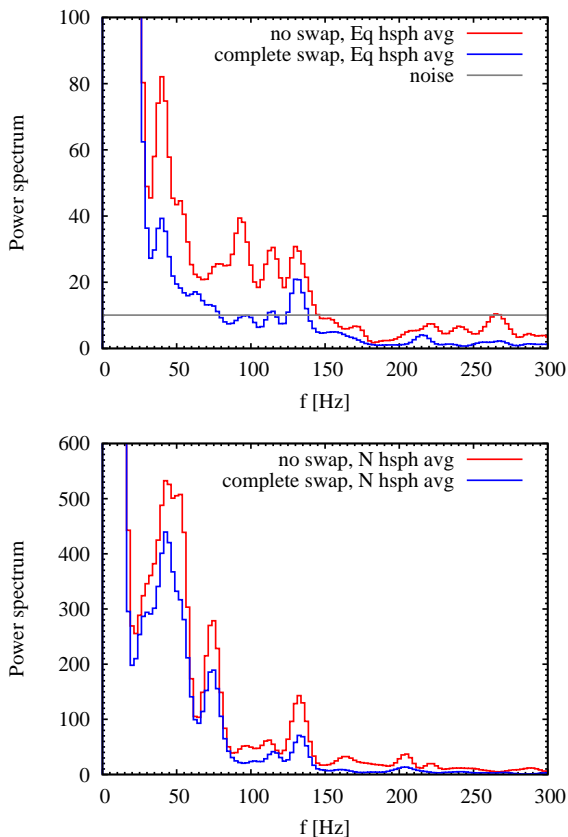 100
80
60
40
20
0
Power spectrum
no swap, Eq hsph avg
complete swap, Eq hsph avg
noise
0 50 100 150 200 250 300
f [Hz]
600
500
400
300
200
100
0
Power spectrum
no swap, N hsph avg
complete swap, N hsph avg
0 50 100 150 200 250 300
f [Hz]